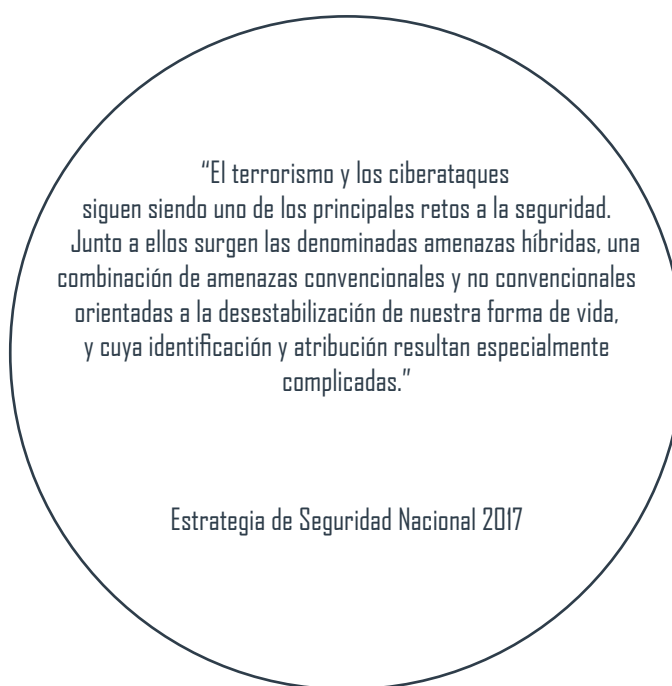 “El terrorismo y los ciberataques
siguen siendo uno de los principales retos a la seguridad.
Junto a ellos surgen las denominadas amenazas híbridas, una
combinación de amenazas convencionales y no convencionales
orientadas a la desestabilización de nuestra forma de vida,
y cuya identificación y atribución resultan especialmente
complicadas.”
Estrategia de Seguridad Nacional 2017